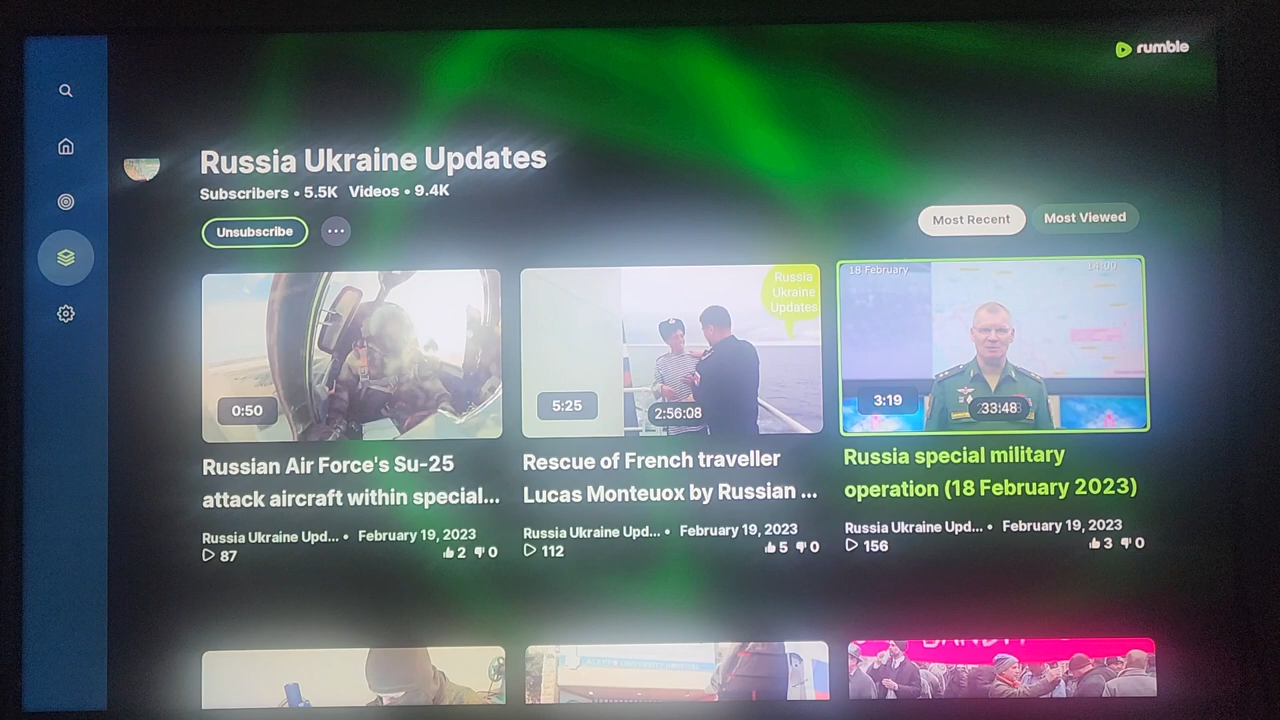 rumble
Russia Ukraine Updates
Subscribers • 5.5K Videos • 9.4K
Unsubscribe
Most Recent
Most Viewed
0:50
Russia
Ukraine
Updates
5:25
2:56:08
18 February
14:00
3:19
33:48
Russian Air Force's Su-25
attack aircraft within special...
Rescue of French traveller
Lucas Monteuox by Russian ...
Russia special military
operation (18 February 2023)
Russia Ukraine Upd... • February 19, 2023
87 2 0
Russia Ukraine Upd... • February 19, 2023
112 5 0
Russia Ukraine Upd... • February 19, 2023
156 3 0